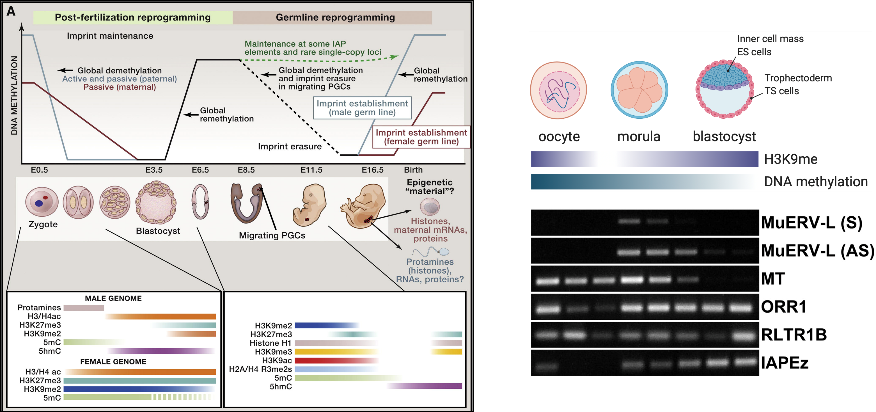 A
Post-fertilization reprogramming
Germline reprogramming
Imprint maintenance
Maintenance at some IAP
elements and rare single-copy loci
DNA METHYLATION
Global demethylation
Active and passive (paternal)
Passive (maternal)
Global
remethylation
Global demethylation
and imprint erasure
in migrating PGCs
Global
remethylation
Imprint establishment
(male germ line)
Imprint establishment
(female germ line)
Imprint erasure
E0.5
E3.5
E6.5
E8.5
E11.5
E16.5
Birth
Zygote
Blastocyst
Migrating PGCs
Epigenetic
"material"?
Histones,
maternal mRNAs,
proteins
Protamines
(histones),
RNAs, proteins?
MALE GENOME
Protamines
H3/H4ac
H3K27me3
H3K9me2
5mC
5hmC
FEMALE GENOME
H3/H4 ac
H3K27me3
H3K9me2
5mC
H3K9me2
H3K27me3
Histone H1
H3K9me3
H3K9ac
H2A/H4 R3me2s
5mC
5hmC
Inner cell mass
ES cells
Trophectoderm
TS cells
oocyte
morula
blastocyst
H3K9me
DNA methylation
MuERV-L (S)
MuERV-L (AS)
MT
ORR1
RLTR1B
IAPEz